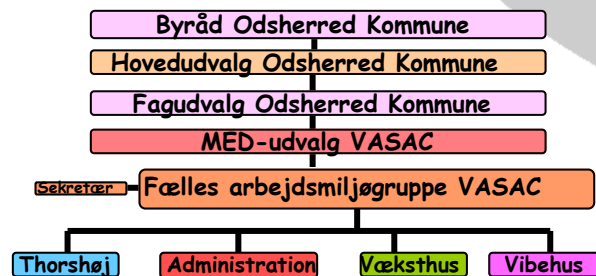 Byråd Odsherred Kommune
Hovedudvalg Odsherred Kommune
Fagudvalg Odsherred Kommune
MED-udvalg VASAC
Sekretær
Fælles arbejdsmiljøgruppe VASAC
Thorshøj
Administration
Væksthus
Vibehus